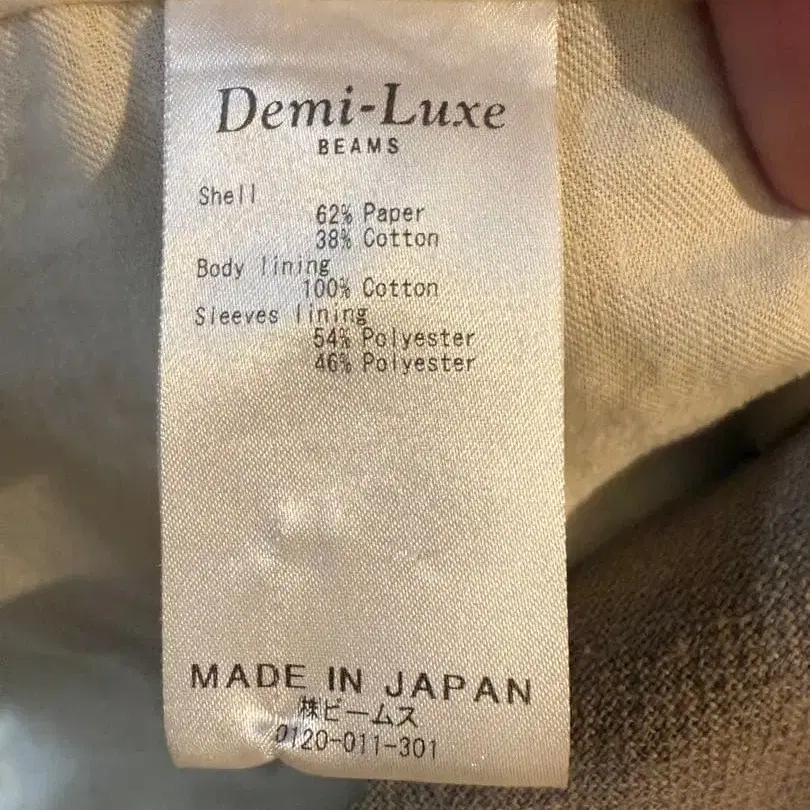 Demi-Luxe
BEAMS
Shell
62% Paper
38% Cotton
Body lining
100% Cotton
Sleeves lining
54% Polyester
46% Polyester
MADE IN JAPAN
㈱ビームス
0120-011-301